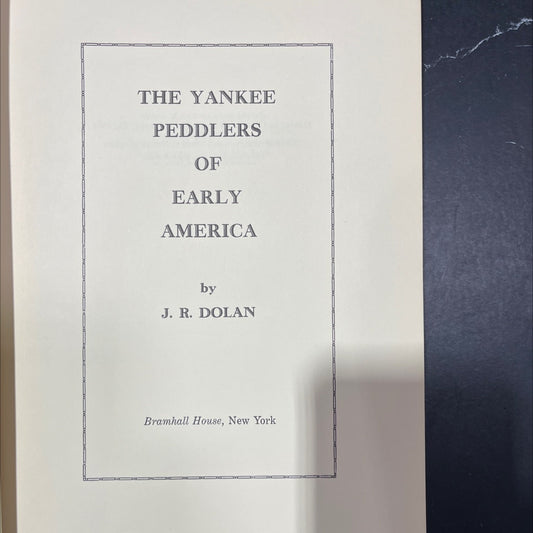 THE YANKEE
PEDDLERS
OF
EARLY
AMERICA
by
J. R. DOLAN
Bramhall House, New York